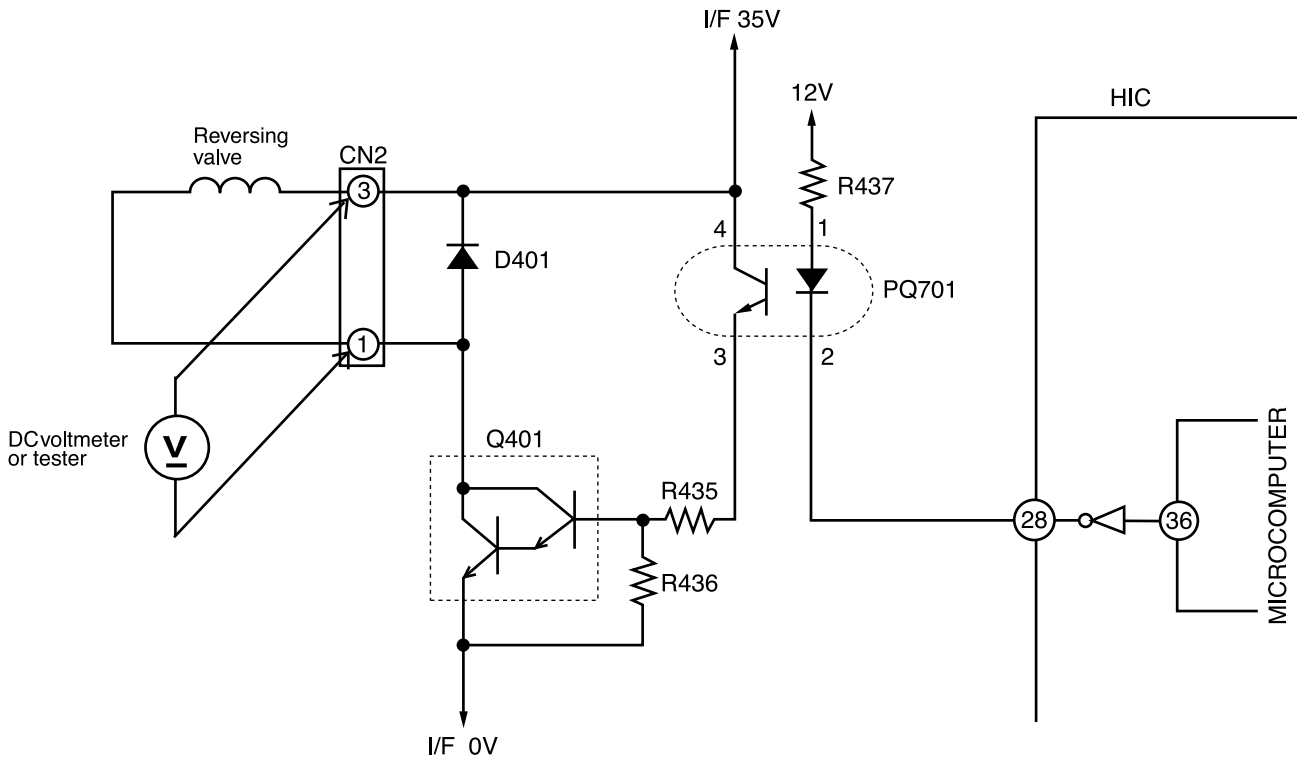 I/F 35V
12V
HIC
Reversing
valve
CN2
3
R437
4
1
D401
PQ701
1
3
2
DC voltmeter
or tester
V
Q401
R435
28
36
R436
MICROCOMPUTER
I/F 0V